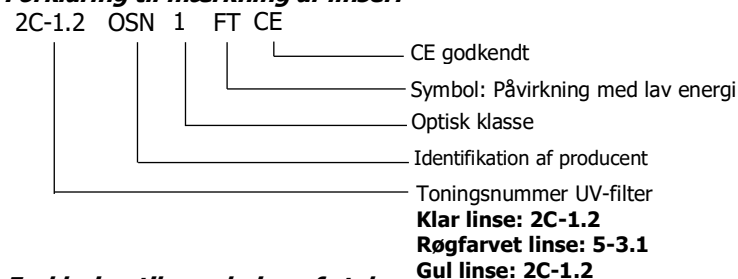 2C-1.2 OSN 1 FT CE
CE godkendt
Symbol: Påvirkning med lav energi
Optisk klasse
Identifikation af producent
Toningsnummer UV-filter
Klar linse: 2C-1.2
Røgfarvet linse: 5-3.1
Gul linse: 2C-1.2